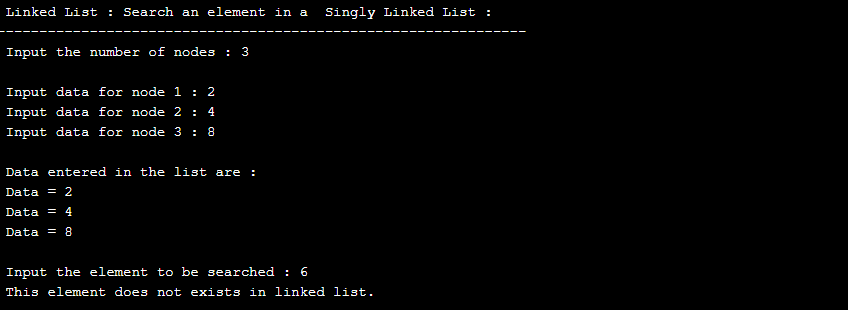 Linked List : Search an element in a  Singly Linked List :
------------------------------------------------------------------
Input the number of nodes : 3
Input data for node 1 : 2
Input data for node 2 : 4
Input data for node 3 : 8
Data entered in the list are :
Data = 2
Data = 4
Data = 8
Input the element to be searched : 6
This element does not exists in linked list.